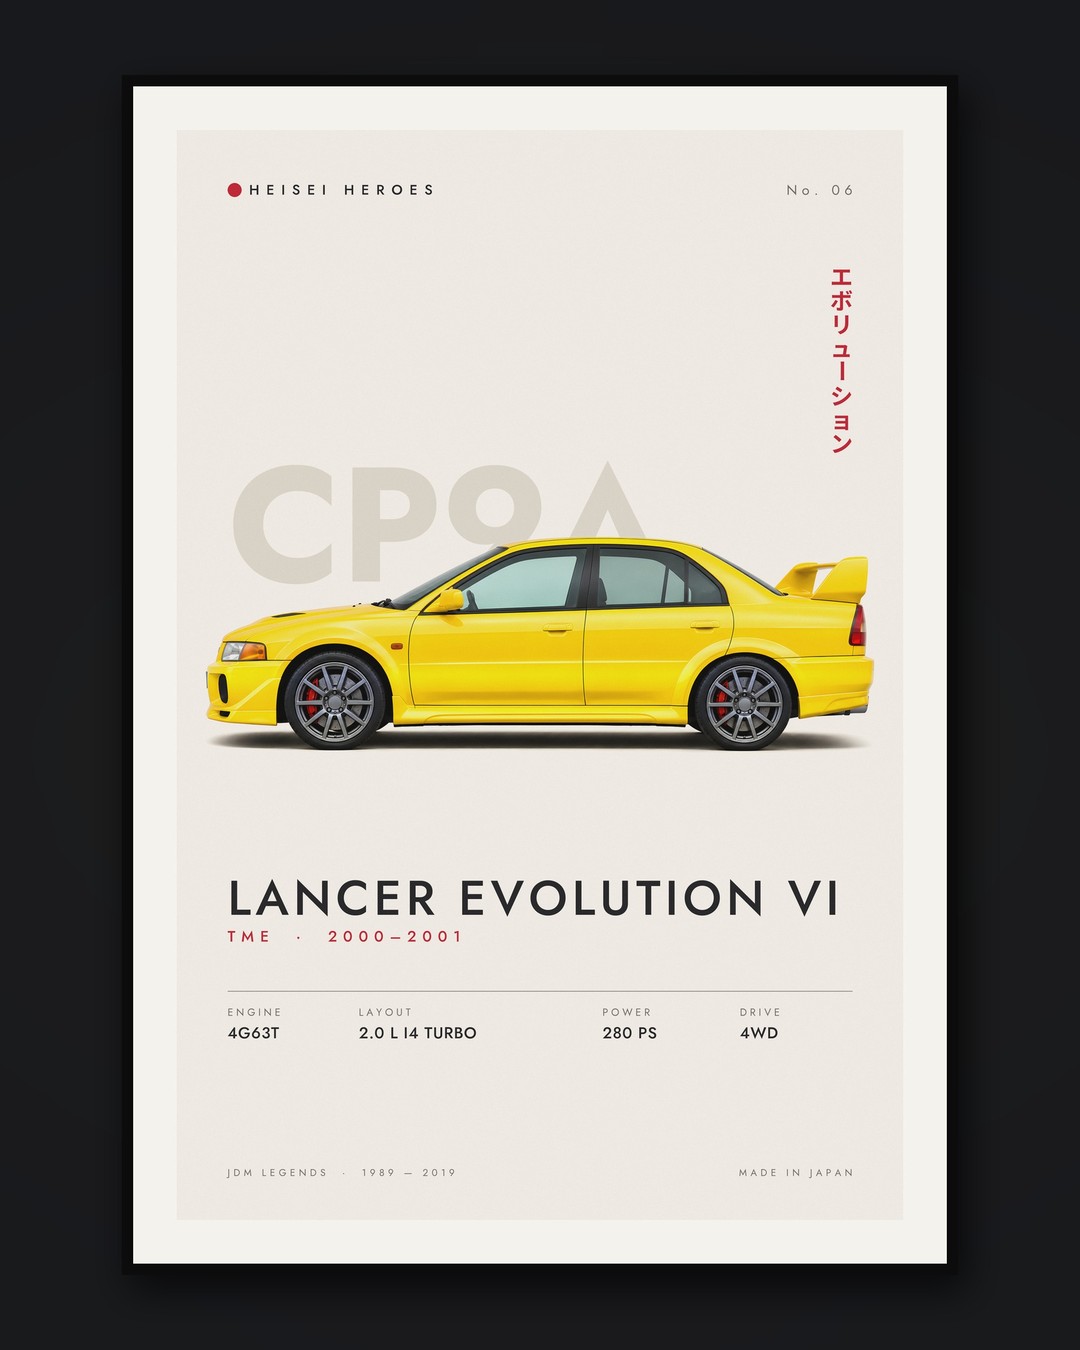 HEISEI HEROES
No. 06
エボリューション
CP9A
LANCER EVOLUTION VI
TME · 2000–2001
ENGINE LAYOUT POWER DRIVE
4G63T 2.0 L I4 TURBO 280 PS 4WD
JDM LEGENDS · 1989 — 2019
MADE IN JAPAN